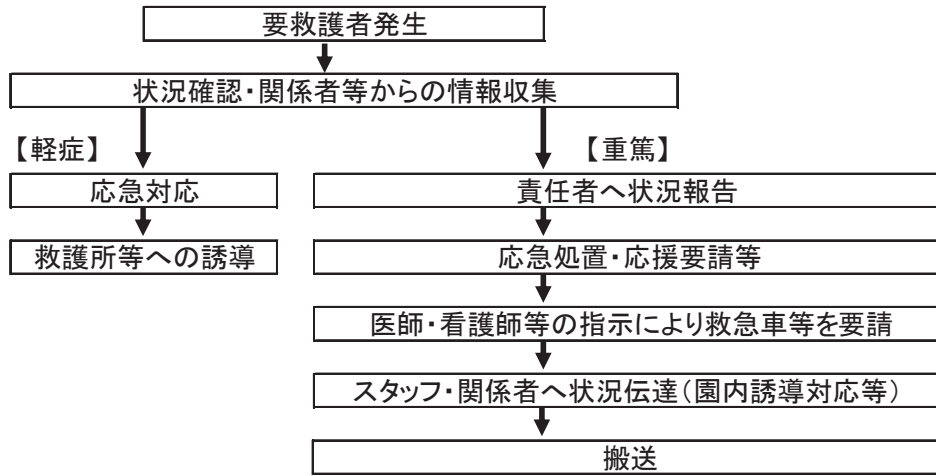 要救護者発生
状況確認・関係者等からの情報収集
【軽症】
応急対応
救護所等への誘導
【重篤】
責任者へ状況報告
応急処置・応援要請等
医師・看護師等の指示により救急車等を要請
スタッフ・関係者へ状況伝達(園内誘導対応等)
搬送